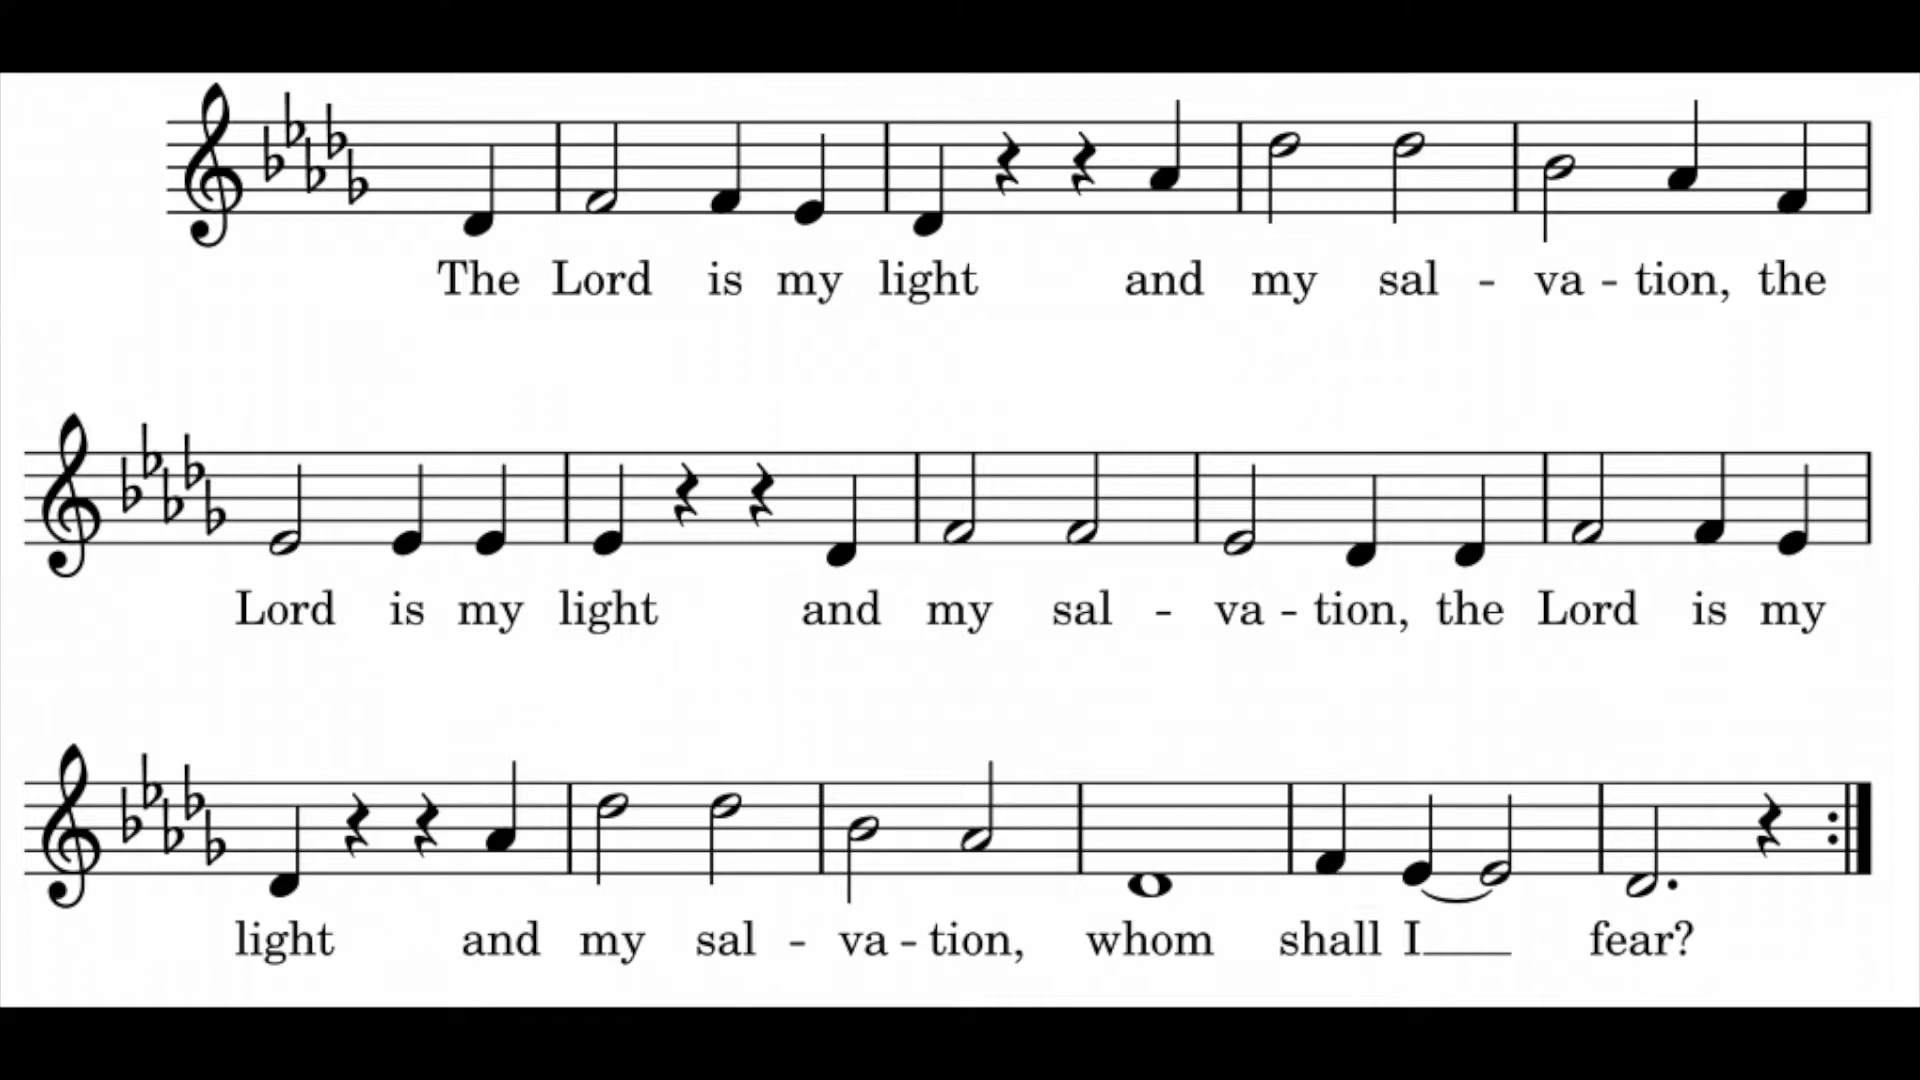 The Lord is my light and my sal - va - tion, the
Lord is my light and my sal - va - tion, the Lord is my
light and my sal - va - tion, whom shall I fear?